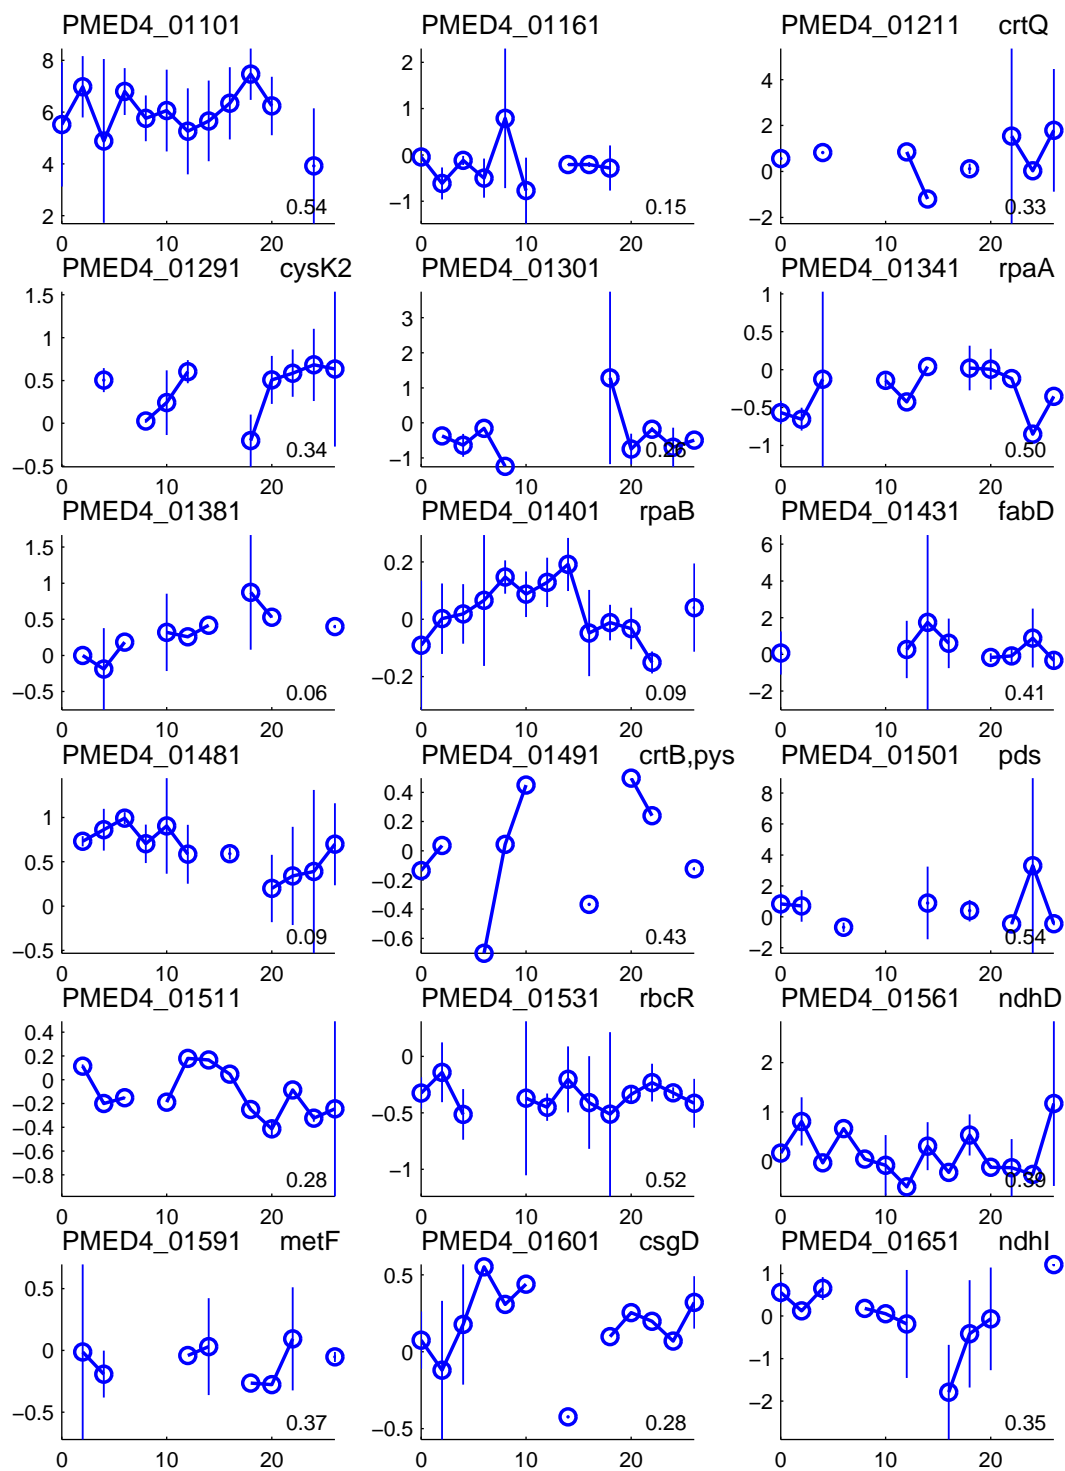 PMED4_01101 PMED4_01161 PMED4_01211 crtQ
8 6 4 2 0 10 20 0.54
2 1 0 −1 0 10 20 0.15
4 2 0 −2 0 10 20 0.33
PMED4_01291 cysK2 PMED4_01301 PMED4_01341 rpaA
1.5 1 0.5 0 −0.5 0 10 20 0.34
3 2 1 0 −1 0 10 20 0.26
1 0.5 0 −0.5 −1 0 10 20 0.50
PMED4_01381 PMED4_01401 rpaB PMED4_01431 fabD
1.5 1 0.5 0 −0.5 0 10 20 0.06
0.2 0 −0.2 0 10 20 0.09
6 4 2 0 −2 0 10 20 0.41
PMED4_01481 PMED4_01491 crtB,pys PMED4_01501 pds
1 0.5 0 −0.5 0 10 20 0.09
0.4 0.2 0 −0.2 −0.4 −0.6 0 10 20 0.43
8 6 4 2 0 −2 0 10 20 0.54
PMED4_01511 PMED4_01531 rbcR PMED4_01561 ndhD
0.4 0.2 0 −0.2 −0.4 −0.6 −0.8 0 10 20 0.28
0 −0.5 −1 0 10 20 0.52
2 1 0 0 10 20 0.39
PMED4_01591 metF PMED4_01601 csgD PMED4_01651 ndhI
0.5 0 −0.5 0 10 20 0.37
0.5 0 −0.5 0 10 20 0.28
1 0 −1 −2 0 10 20 0.35